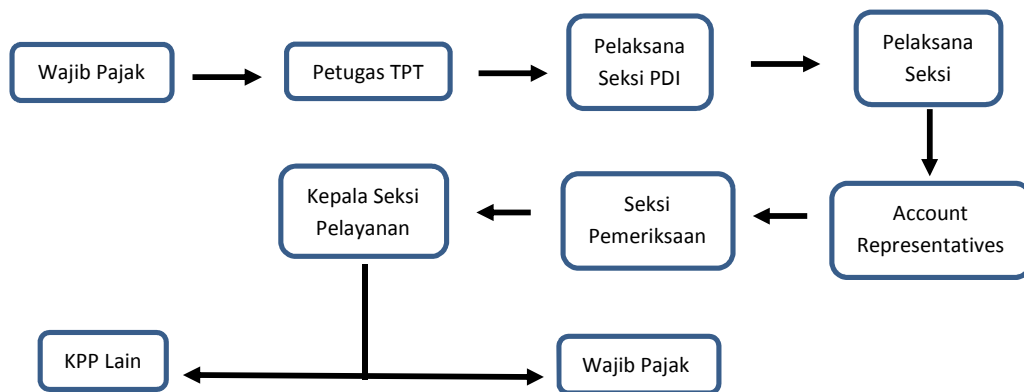 Wajib Pajak
Petugas TPT
Pelaksana
Seksi PDI
Pelaksana
Seksi
Account
Representatives
Seksi
Pemeriksaan
Kepala Seksi
Pelayanan
KPP Lain
Wajib Pajak